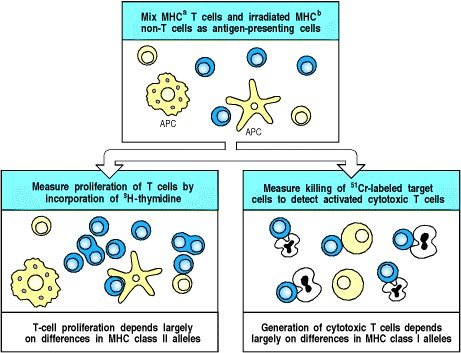 Mix MHCᵃ T cells and irradiated MHCᵇ
non-T cells as antigen-presenting cells
APC
APC
Measure proliferation of T cells by
incorporation of ³H-thymidine
T-cell proliferation depends largely
on differences in MHC class II alleles
Measure killing of ⁵¹Cr-labeled target
cells to detect activated cytotoxic T cells
Generation of cytotoxic T cells depends
largely on differences in MHC class I alleles